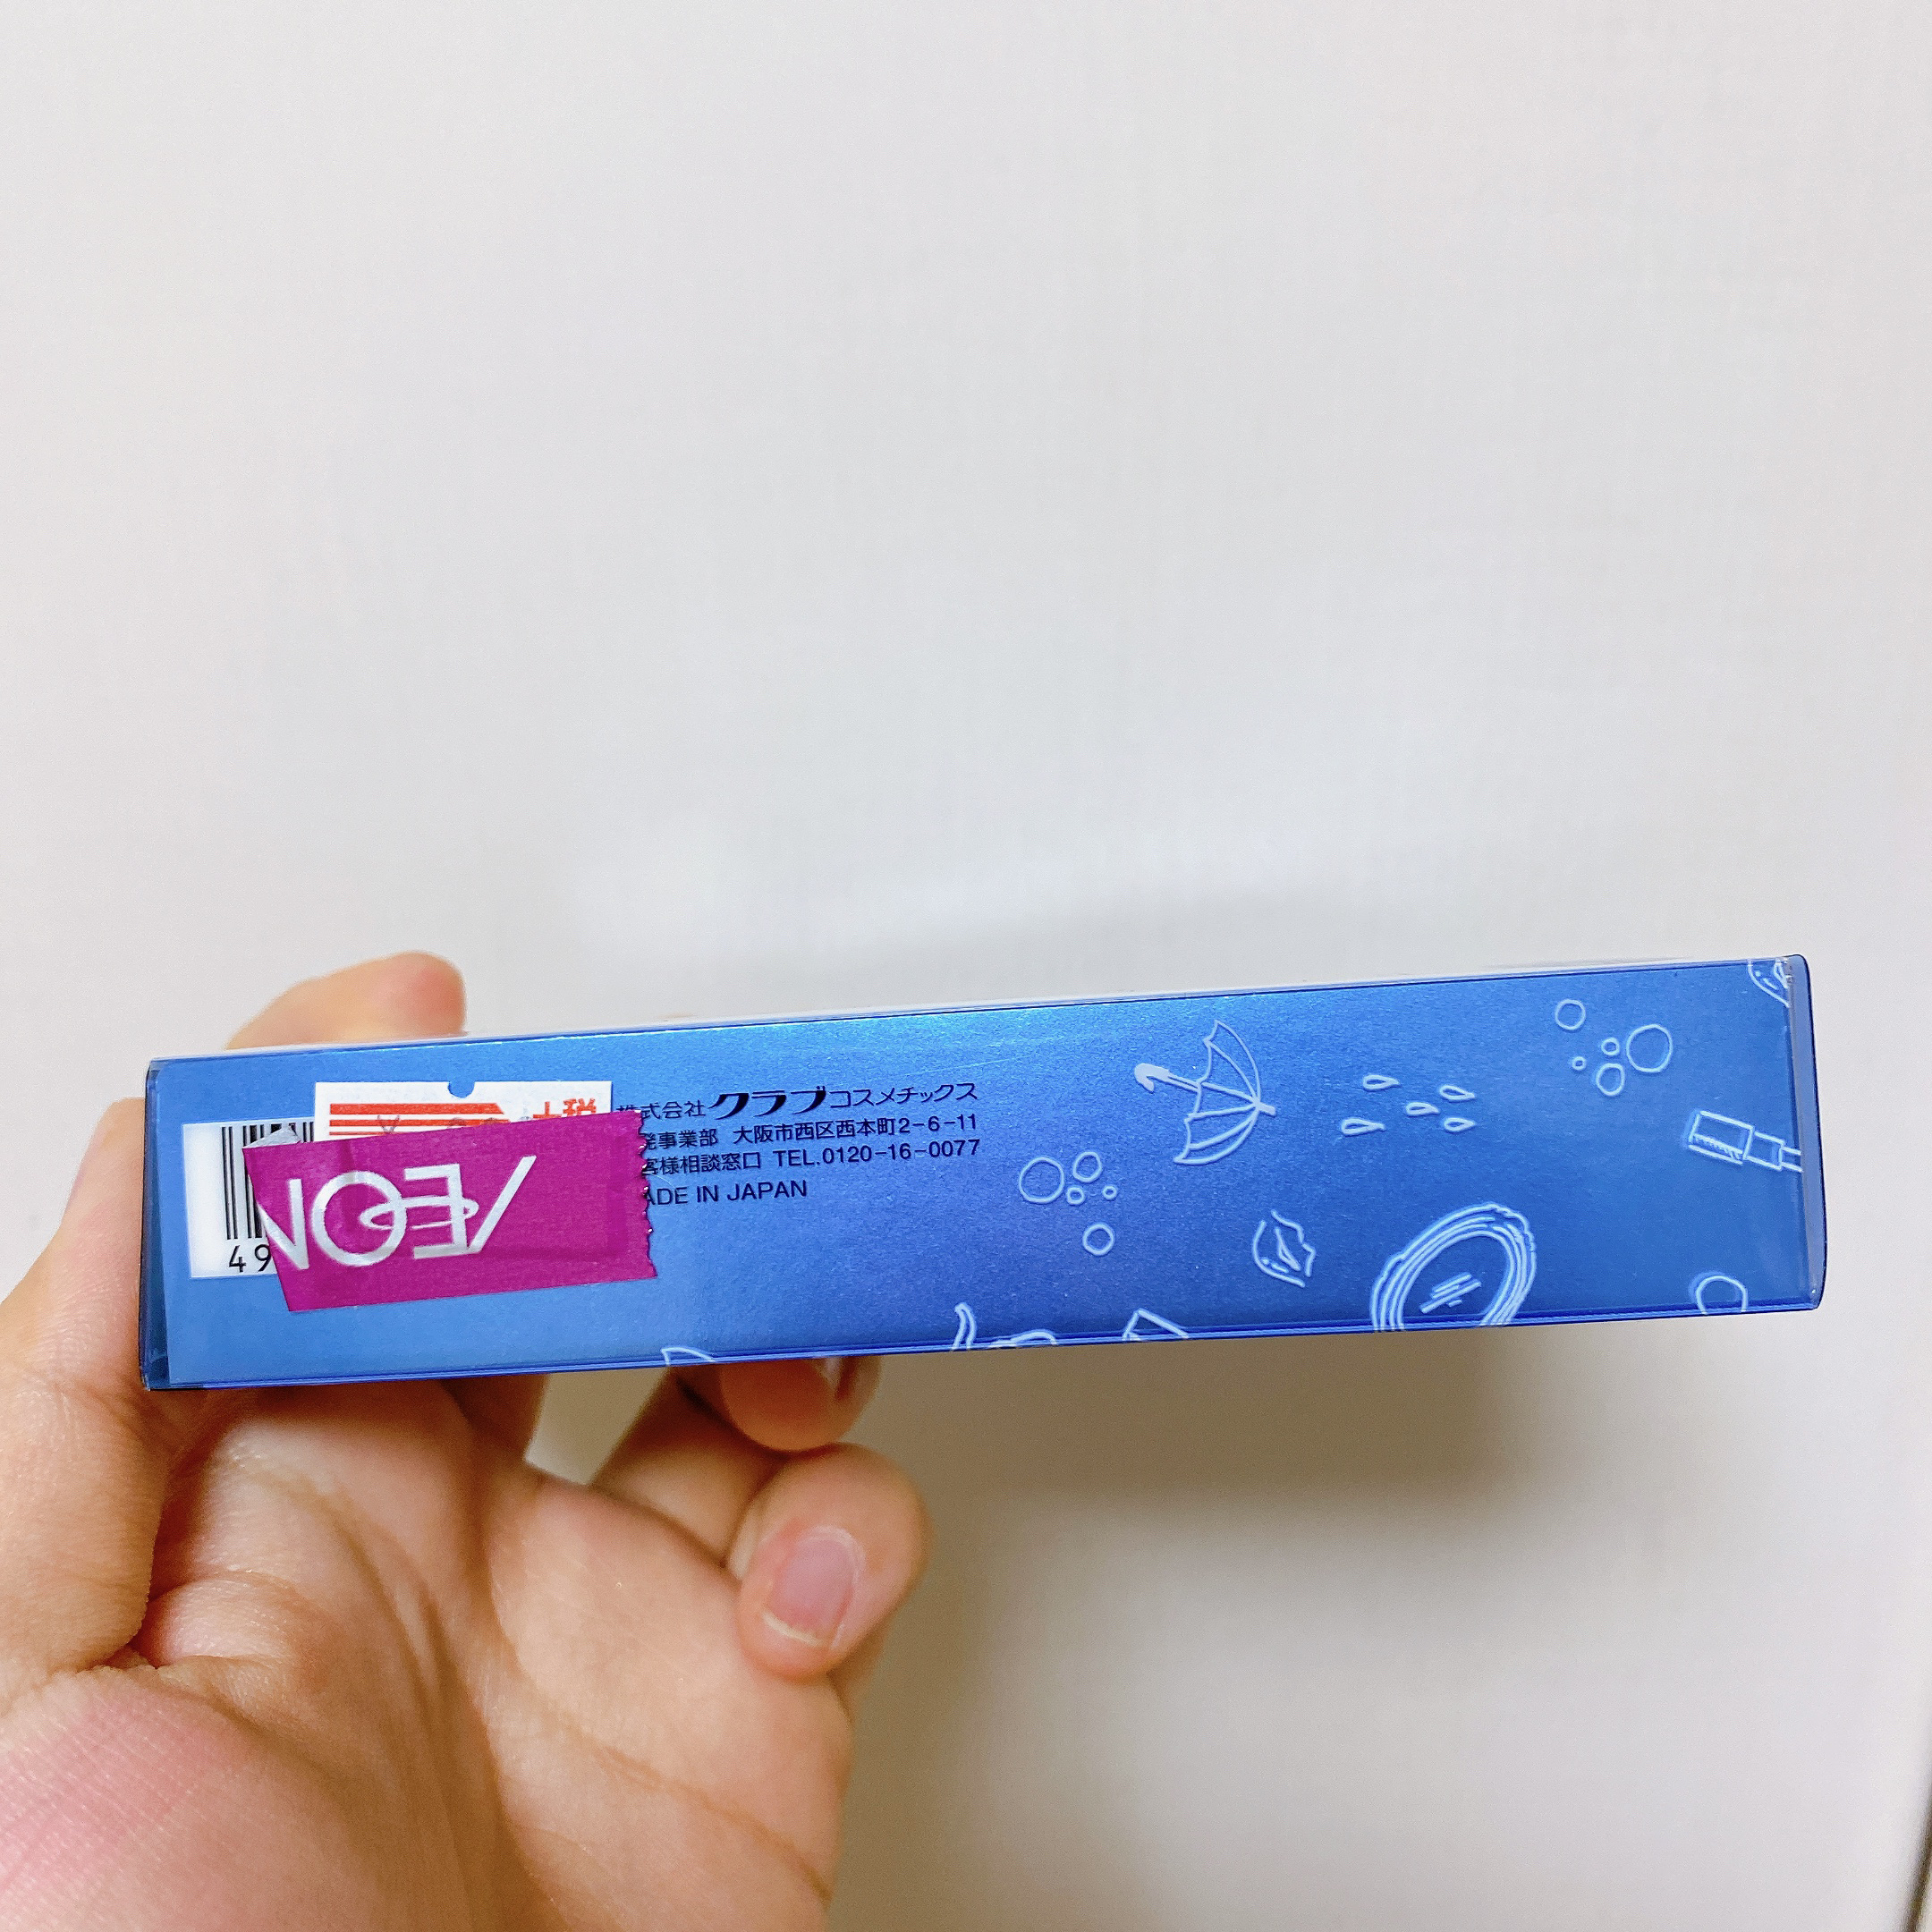 +税
株式会社クラブコスメチックス
発事業部 大阪市西区西本町2-6-11
客様相談窓口 TEL.0120-16-0077
ADE IN JAPAN
49
ÆON